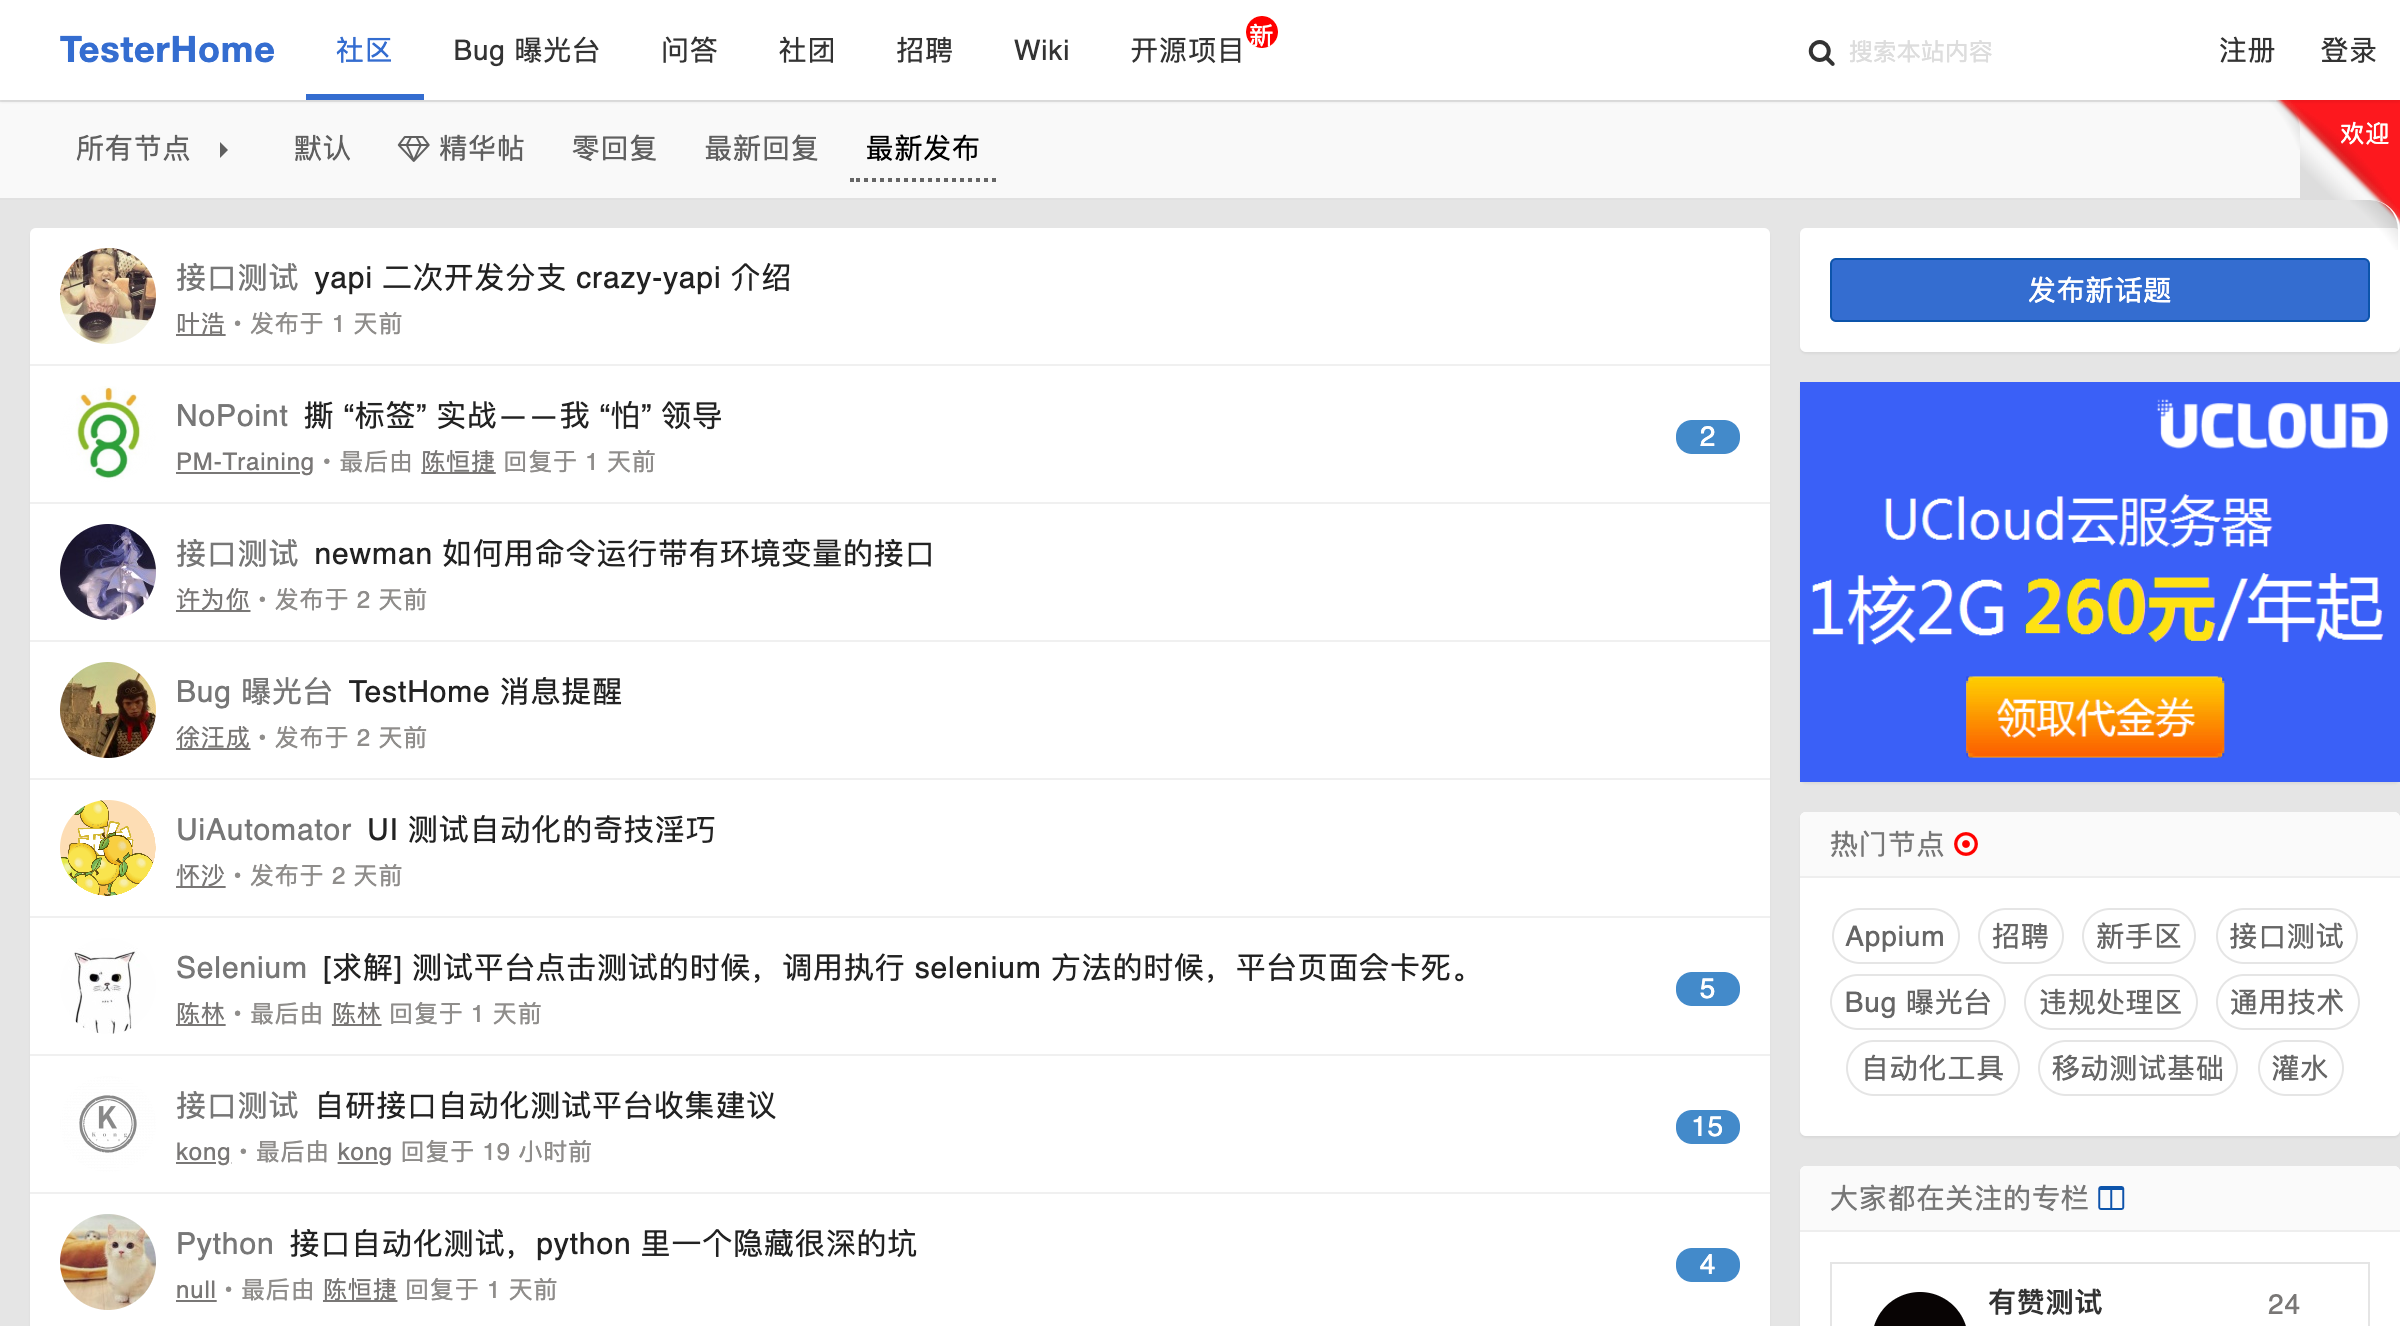 TesterHome 社区 Bug 曝光台 问答 社团 招聘 Wiki 开源项目 新 搜索本站内容 注册 登录
所有节点 默认 精华帖 零回复 最新回复 最新发布 欢迎
接口测试 yapi 二次开发分支 crazy-yapi 介绍
叶浩 • 发布于 1 天前
NoPoint 撕 “标签” 实战——我 “怕” 领导
PM-Training • 最后由 陈恒捷 回复于 1 天前
2
接口测试 newman 如何用命令运行带有环境变量的接口
许为你 • 发布于 2 天前
Bug 曝光台 TestHome 消息提醒
徐汪成 • 发布于 2 天前
UiAutomator UI 测试自动化的奇技淫巧
怀沙 • 发布于 2 天前
Selenium [求解] 测试平台点击测试的时候，调用执行 selenium 方法的时候，平台页面会卡死。
陈林 • 最后由 陈林 回复于 1 天前
5
接口测试 自研接口自动化测试平台收集建议
kong • 最后由 kong 回复于 19 小时前
15
Python 接口自动化测试，python 里一个隐藏很深的坑
null • 最后由 陈恒捷 回复于 1 天前
4
发布新话题
UCLOUD
UCloud云服务器
1核2G 260元/年起
领取代金券
热门节点
Appium 招聘 新手区 接口测试
Bug 曝光台 违规处理区 通用技术
自动化工具 移动测试基础 灌水
大家都在关注的专栏
有赞测试 24